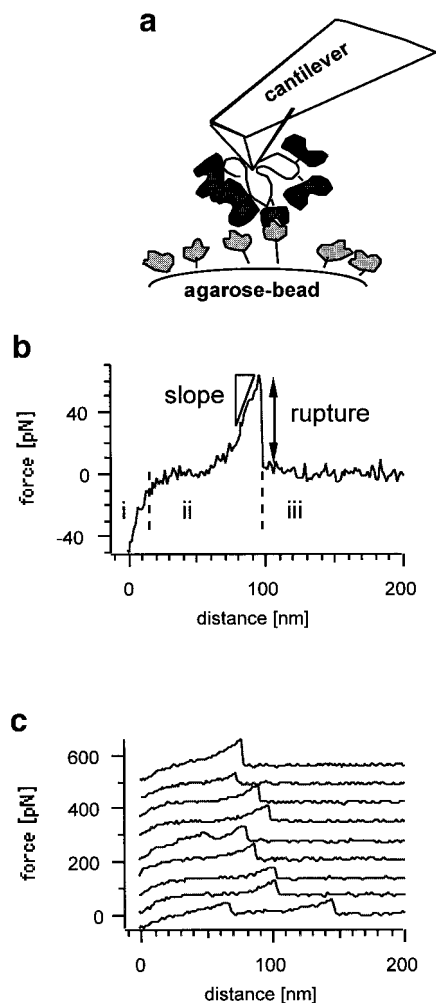 a
cantilever
agarose-bead
b
force [pN]
40
0
-40
slope
rupture
i
ii
iii
0
100
200
distance [nm]
c
force [pN]
600
400
200
0
0
100
200
distance [nm]